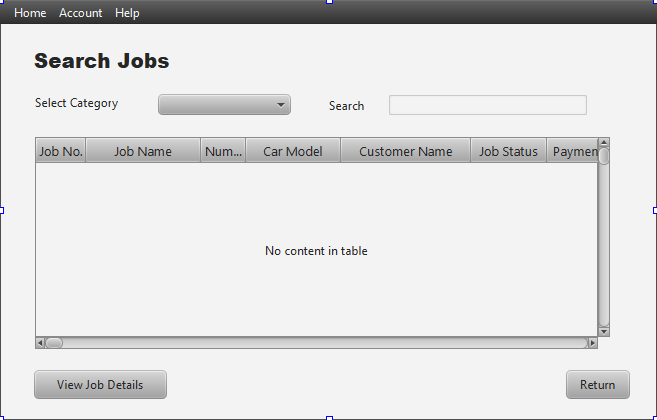 Home Account Help
Search Jobs
Select Category Search
Job No. Job Name Num... Car Model Customer Name Job Status Paymen
No content in table
View Job Details Return